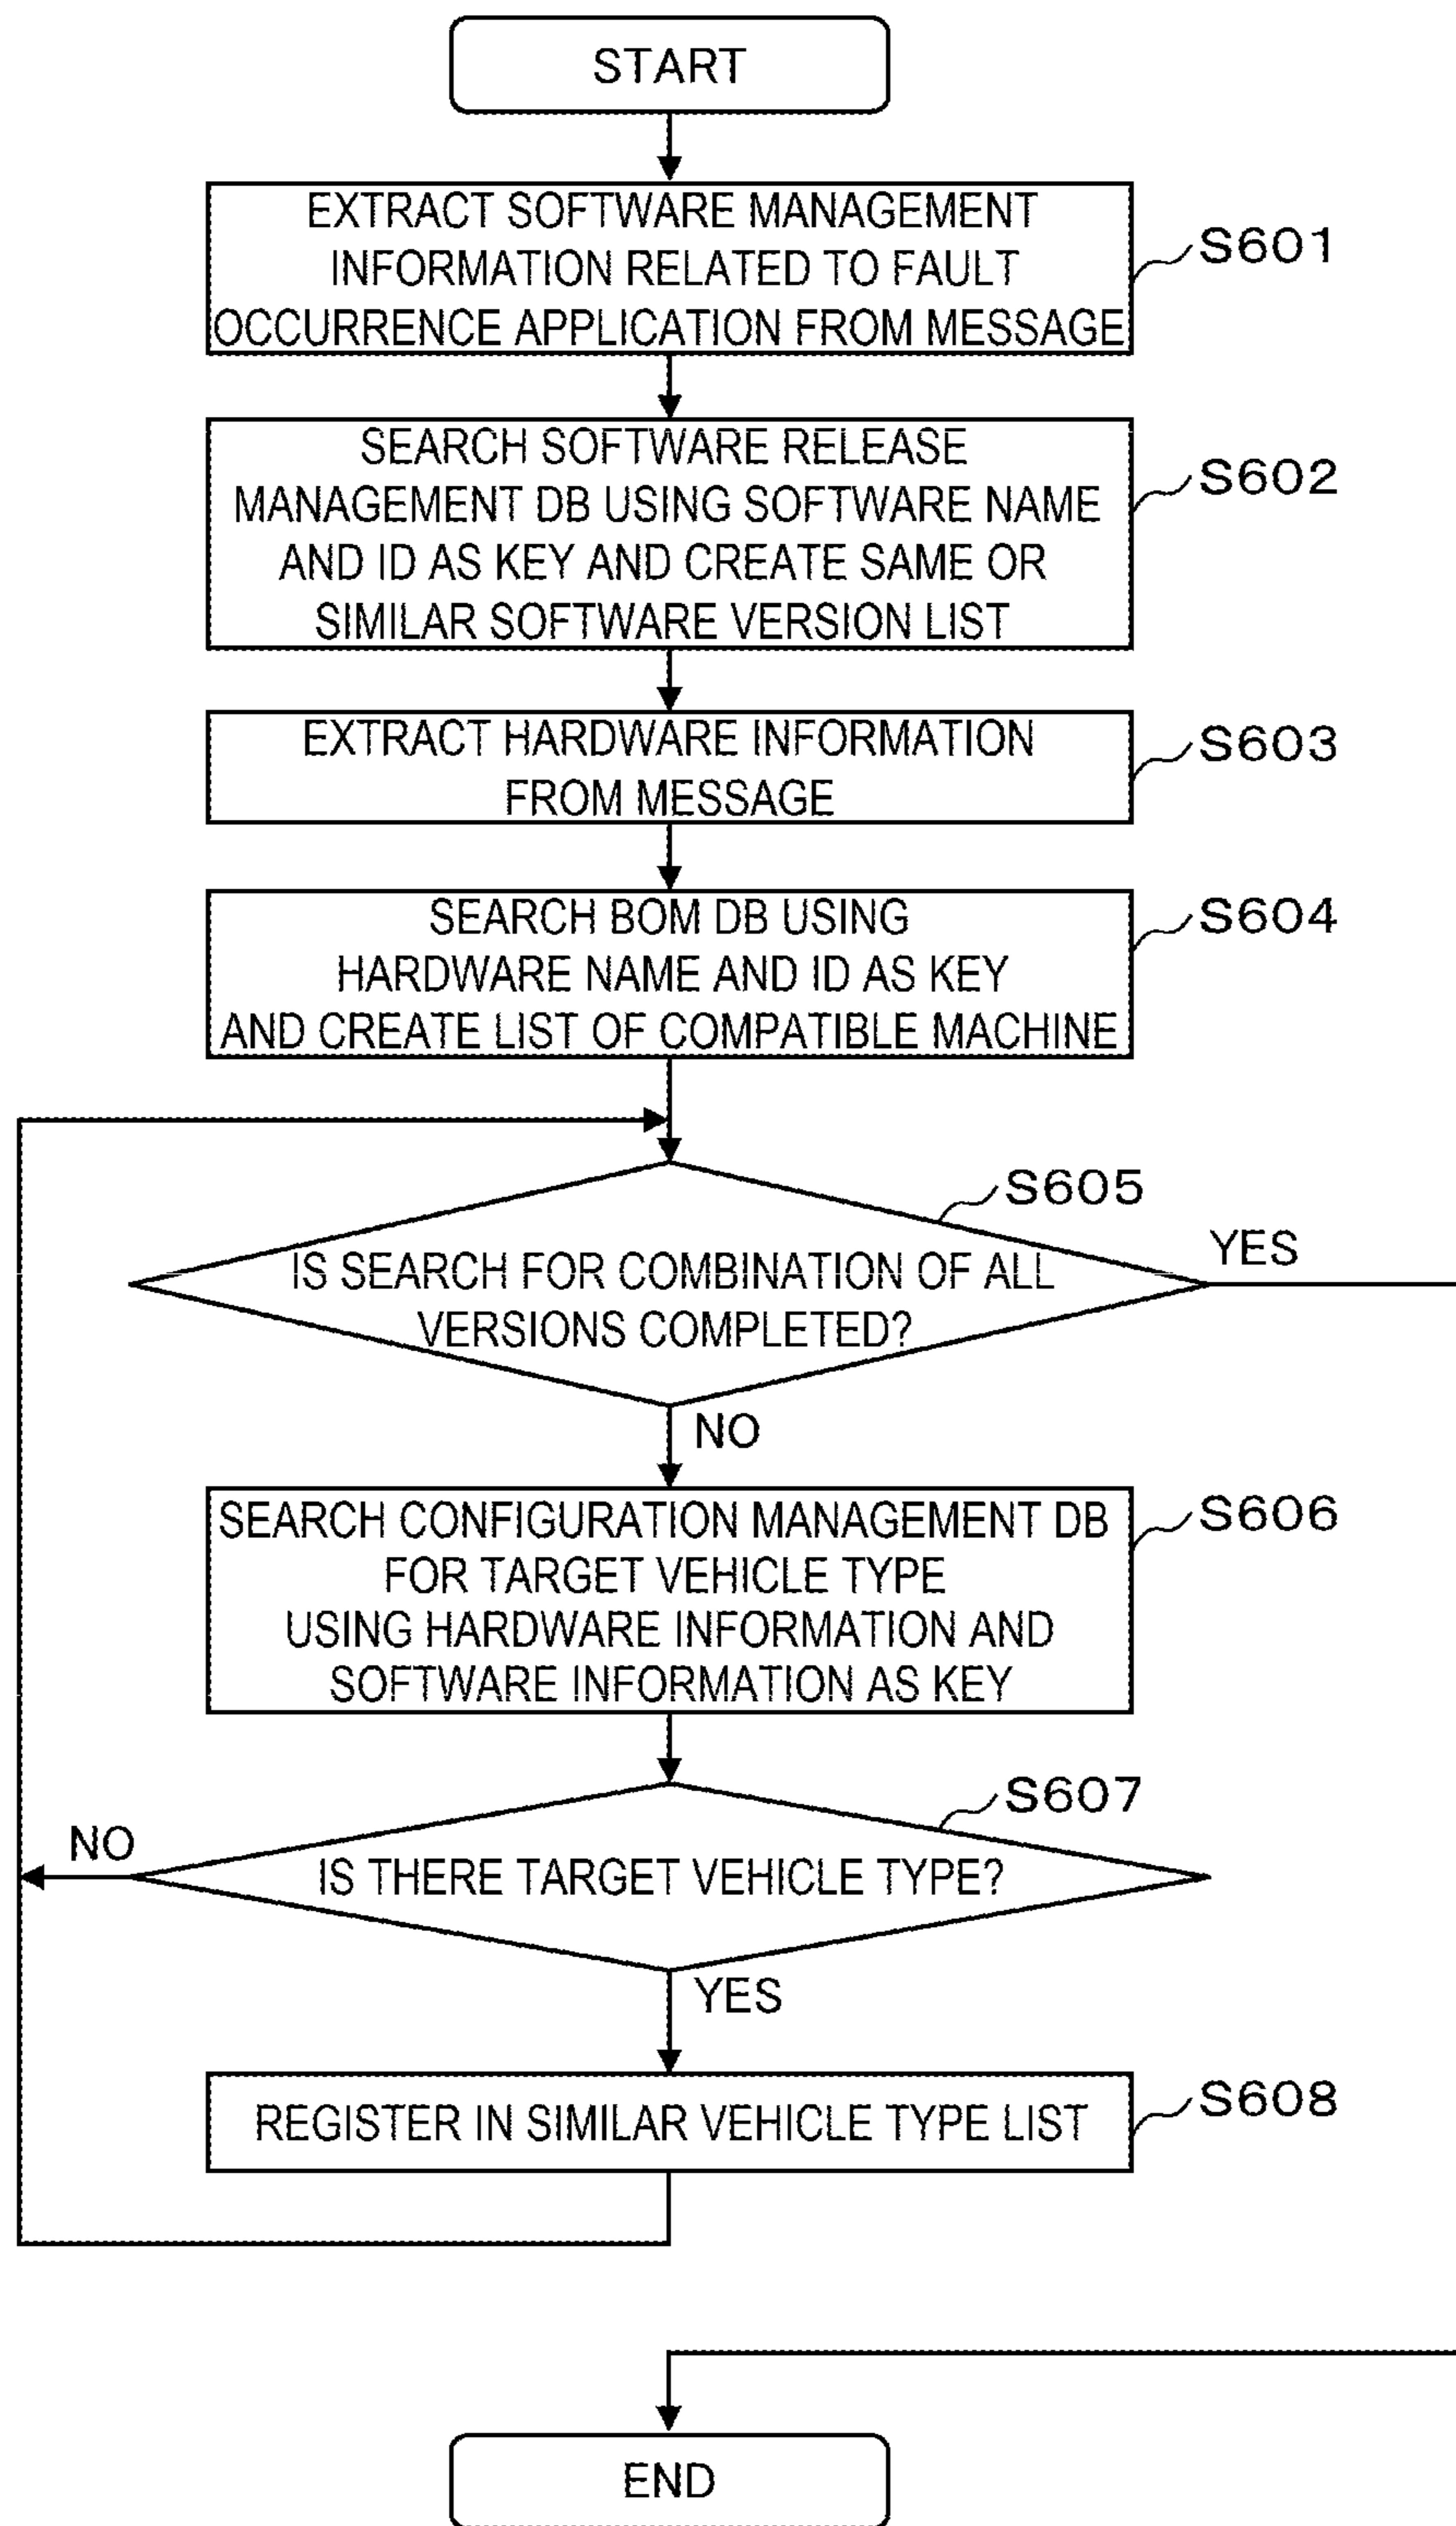 START
EXTRACT SOFTWARE MANAGEMENT
INFORMATION RELATED TO FAULT
OCCURRENCE APPLICATION FROM MESSAGE
S601
SEARCH SOFTWARE RELEASE
MANAGEMENT DB USING SOFTWARE NAME
AND ID AS KEY AND CREATE SAME OR
SIMILAR SOFTWARE VERSION LIST
S602
EXTRACT HARDWARE INFORMATION
FROM MESSAGE
S603
SEARCH BOM DB USING
HARDWARE NAME AND ID AS KEY
AND CREATE LIST OF COMPATIBLE MACHINE
S604
S605
IS SEARCH FOR COMBINATION OF ALL
VERSIONS COMPLETED?
YES
NO
SEARCH CONFIGURATION MANAGEMENT DB
FOR TARGET VEHICLE TYPE
USING HARDWARE INFORMATION AND
SOFTWARE INFORMATION AS KEY
S606
S607
NO
IS THERE TARGET VEHICLE TYPE?
YES
REGISTER IN SIMILAR VEHICLE TYPE LIST
S608
END